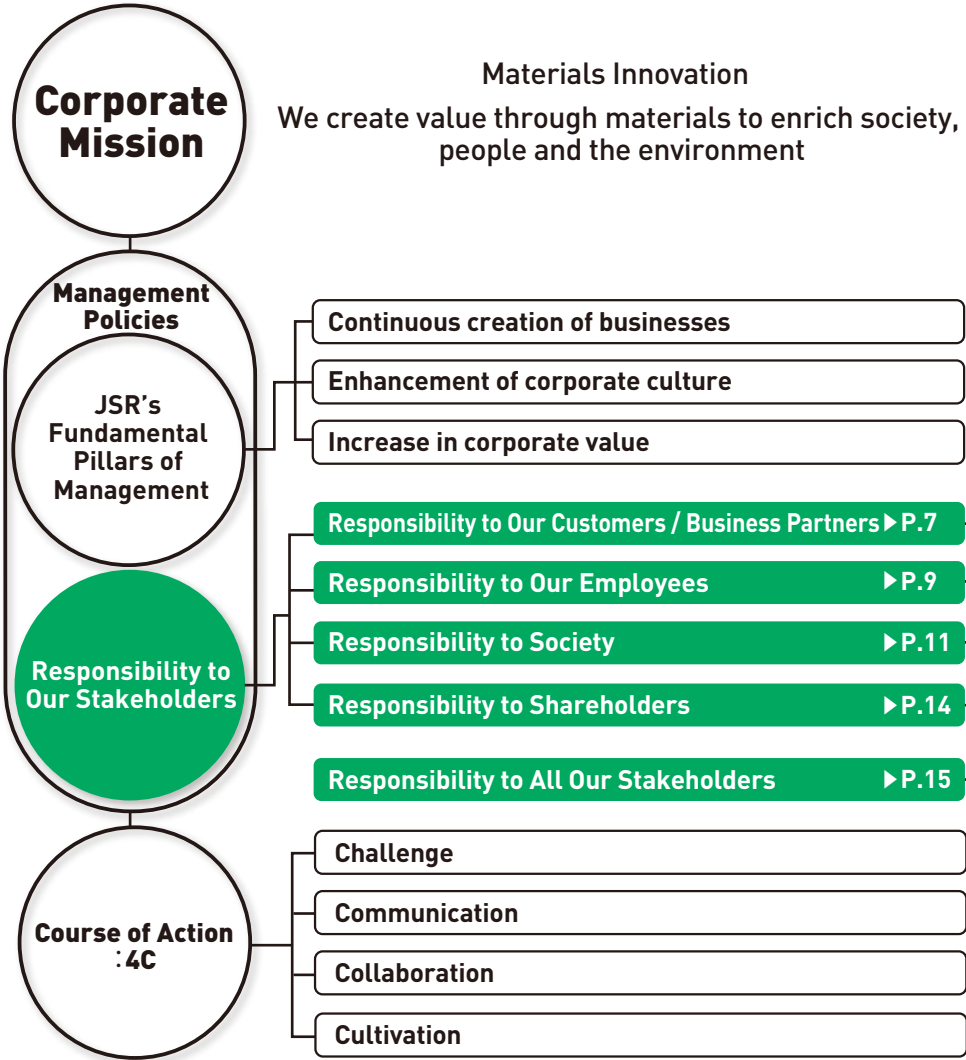 Corporate
Mission
Materials Innovation
We create value through materials to enrich society,
people and the environment
Management
Policies
JSR’s
Fundamental
Pillars of
Management
Continuous creation of businesses
Enhancement of corporate culture
Increase in corporate value
Responsibility to
Our Stakeholders
Responsibility to Our Customers / Business Partners ▶P.7
Responsibility to Our Employees ▶P.9
Responsibility to Society ▶P.11
Responsibility to Shareholders ▶P.14
Responsibility to All Our Stakeholders ▶P.15
Course of Action
:4C
Challenge
Communication
Collaboration
Cultivation